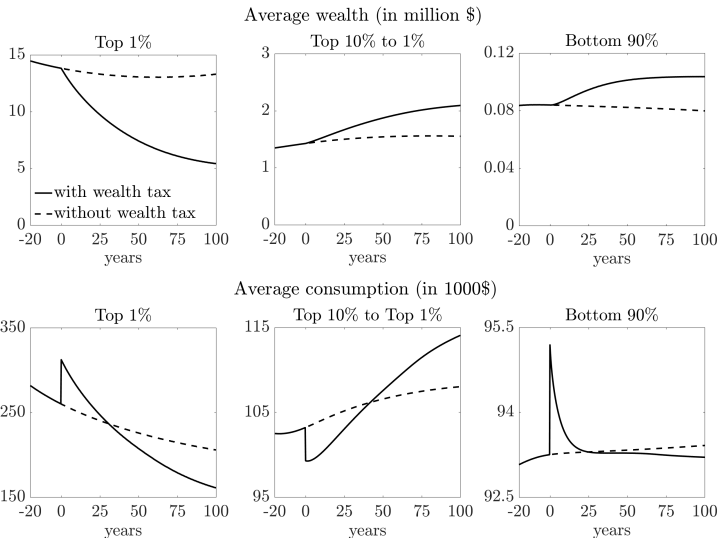 Average wealth (in million $)
Top 1%
Top 10% to 1%
Bottom 90%
15
10
5
0
-20 0 25 50 75 100
years
with wealth tax
without wealth tax
3
2
1
0
-20 0 25 50 75 100
years
0.12
0.08
0.04
0
-20 0 25 50 75 100
years
Average consumption (in 1000$)
Top 1%
Top 10% to Top 1%
Bottom 90%
350
250
150
-20 0 25 50 75 100
years
115
105
95
-20 0 25 50 75 100
years
95.5
94
92.5
-20 0 25 50 75 100
years